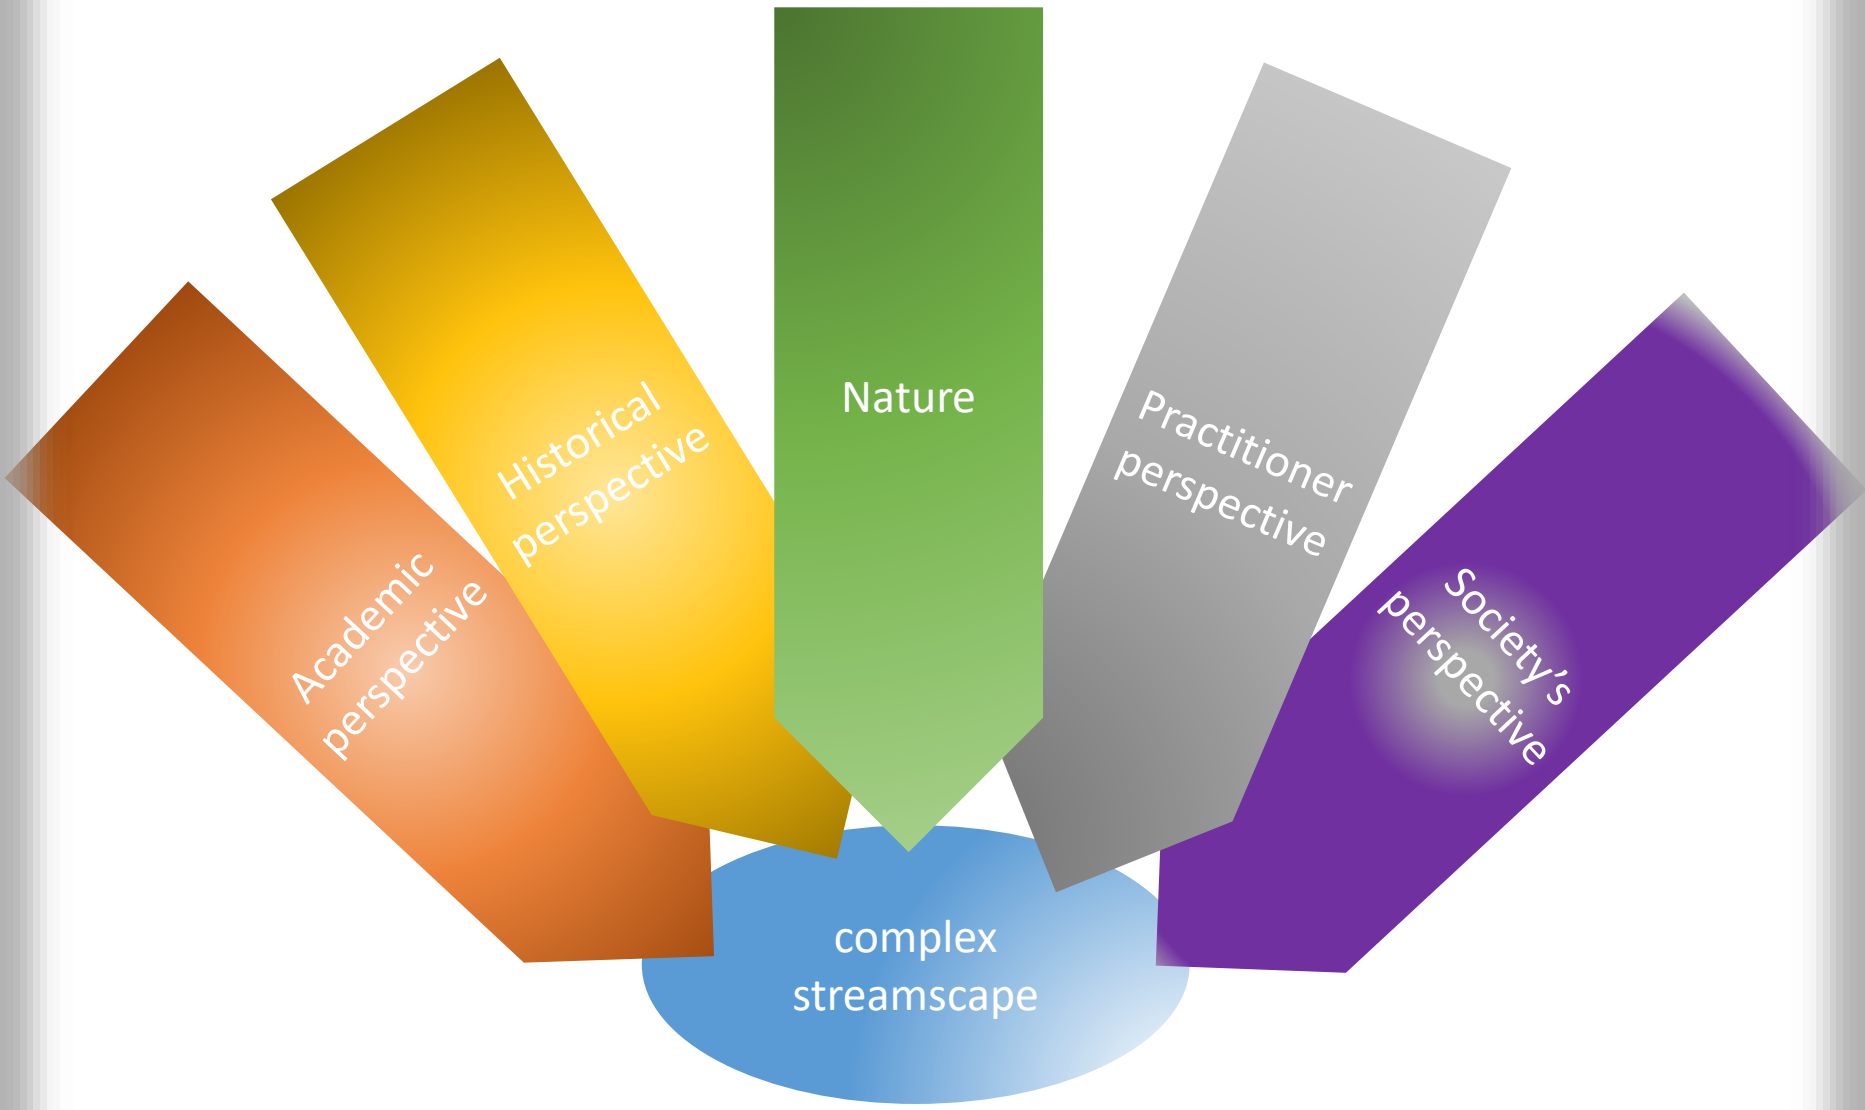 Academic
perspective
Historical
perspective
Nature
Practitioner
perspective
Society’s
perspective
complex
streamscape